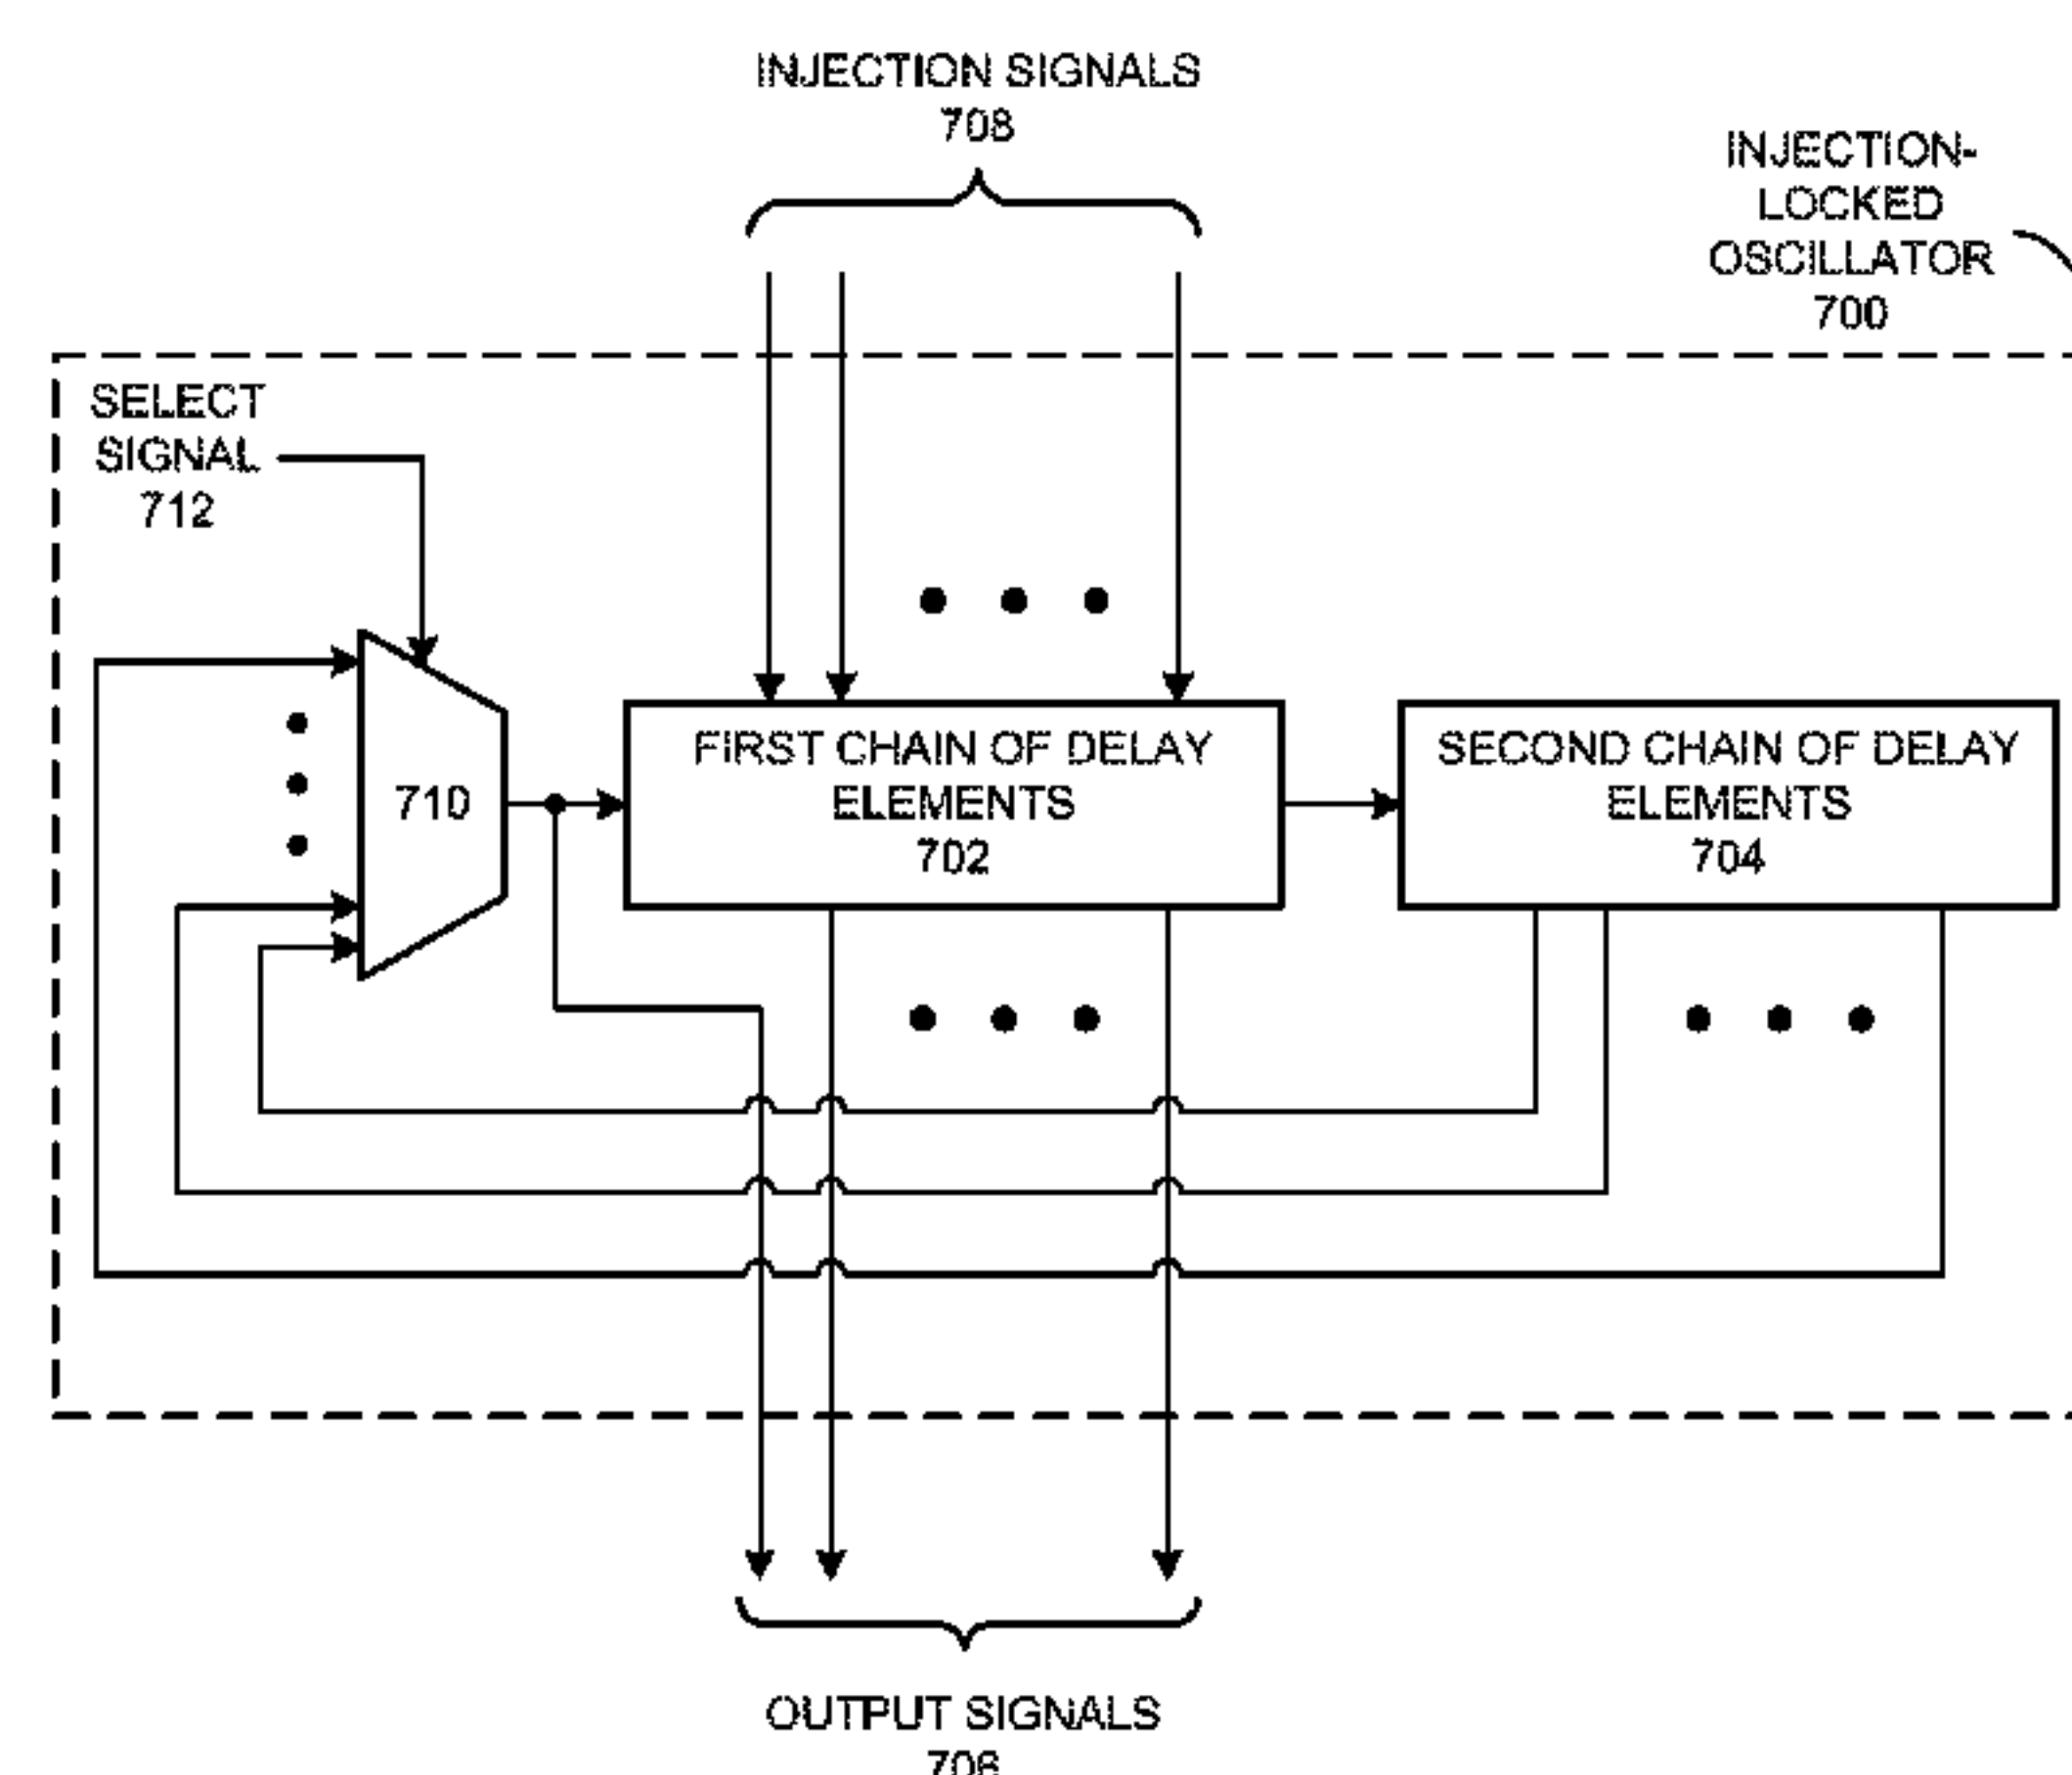 INJECTION SIGNALS
708
INJECTION-
LOCKED
OSCILLATOR
700
SELECT
SIGNAL
712
710
FIRST CHAIN OF DELAY
ELEMENTS
702
SECOND CHAIN OF DELAY
ELEMENTS
704
OUTPUT SIGNALS
706